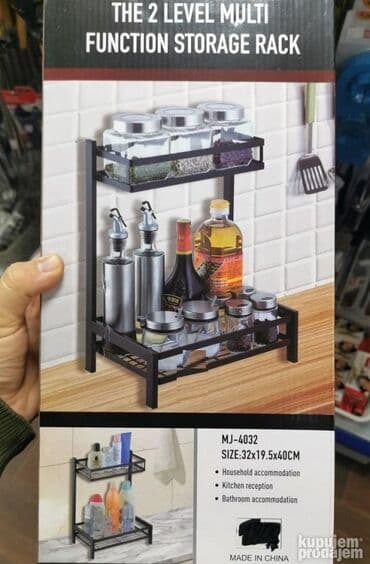 THE 2 LEVEL MULTI
FUNCTION STORAGE RACK
MJ-4032
SIZE:32x19.5x40CM
• Household accommodation
• Kitchen reception
• Bathroom accommodation
MADE IN CHINA
kupujem
prodajem